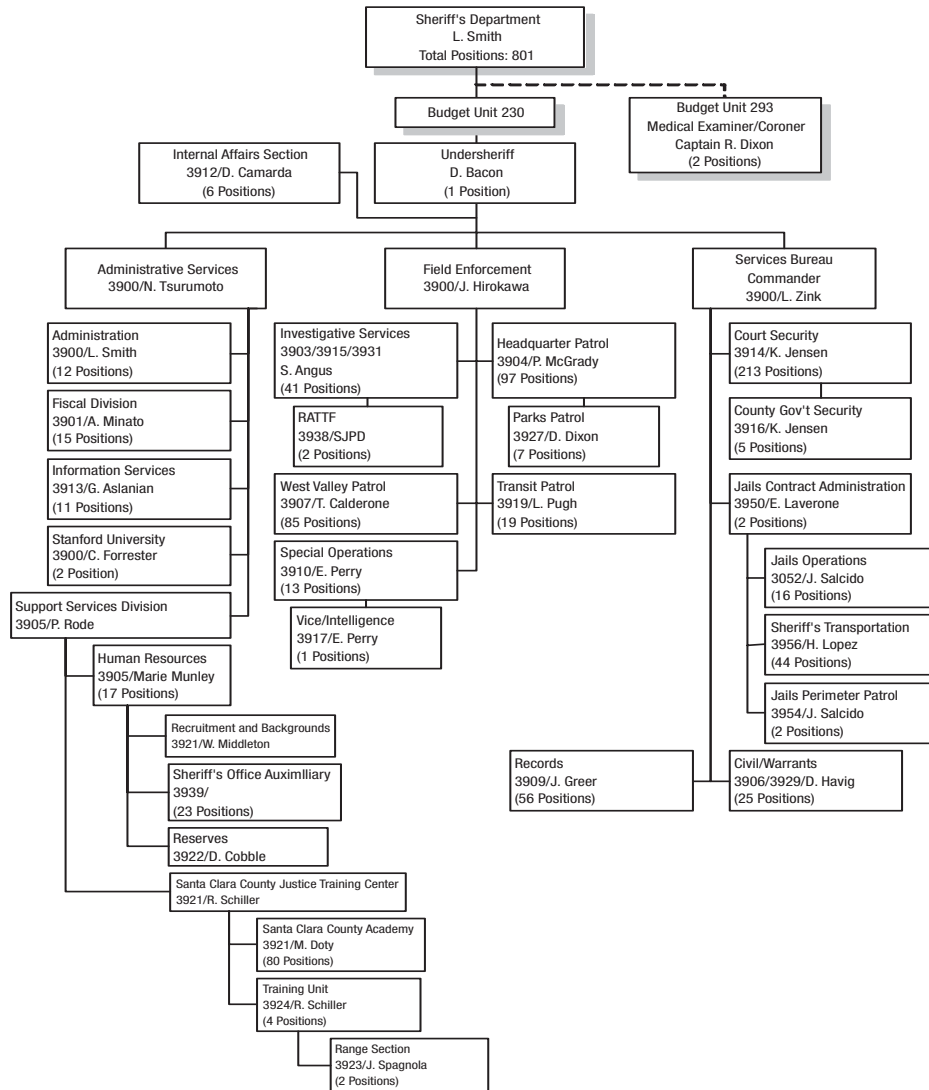 Sheriff's Department
L. Smith
Total Positions: 801
Budget Unit 230
Budget Unit 293
Medical Examiner/Coroner
Captain R. Dixon
(2 Positions)
Internal Affairs Section
3912/D. Camarda
(6 Positions)
Undersheriff
D. Bacon
(1 Position)
Administrative Services
3900/N. Tsurumoto
Field Enforcement
3900/J. Hirokawa
Services Bureau
Commander
3900/L. Zink
Administration
3900/L. Smith
(12 Positions)
Fiscal Division
3901/A. Minato
(15 Positions)
Information Services
3913/G. Aslanian
(11 Positions)
Stanford University
3900/C. Forrester
(2 Position)
Support Services Division
3905/P. Rode
Human Resources
3905/Marie Munley
(17 Positions)
Recruitment and Backgrounds
3921/W. Middleton
Sheriff's Office Auximlliary
3939/
(23 Positions)
Reserves
3922/D. Cobble
Santa Clara County Justice Training Center
3921/R. Schiller
Santa Clara County Academy
3921/M. Doty
(80 Positions)
Training Unit
3924/R. Schiller
(4 Positions)
Range Section
3923/J. Spagnola
(2 Positions)
Investigative Services
3903/3915/3931
S. Angus
(41 Positions)
RATTF
3938/SJPD
(2 Positions)
West Valley Patrol
3907/T. Calderone
(85 Positions)
Special Operations
3910/E. Perry
(13 Positions)
Vice/Intelligence
3917/E. Perry
(1 Positions)
Headquarter Patrol
3904/P. McGrady
(97 Positions)
Parks Patrol
3927/D. Dixon
(7 Positions)
Transit Patrol
3919/L. Pugh
(19 Positions)
Court Security
3914/K. Jensen
(213 Positions)
County Gov't Security
3916/K. Jensen
(5 Positions)
Jails Contract Administration
3950/E. Laverone
(2 Positions)
Jails Operations
3052/J. Salcido
(16 Positions)
Sheriff's Transportation
3956/H. Lopez
(44 Positions)
Jails Perimeter Patrol
3954/J. Salcido
(2 Positions)
Records
3909/J. Greer
(56 Positions)
Civil/Warrants
3906/3929/D. Havig
(25 Positions)